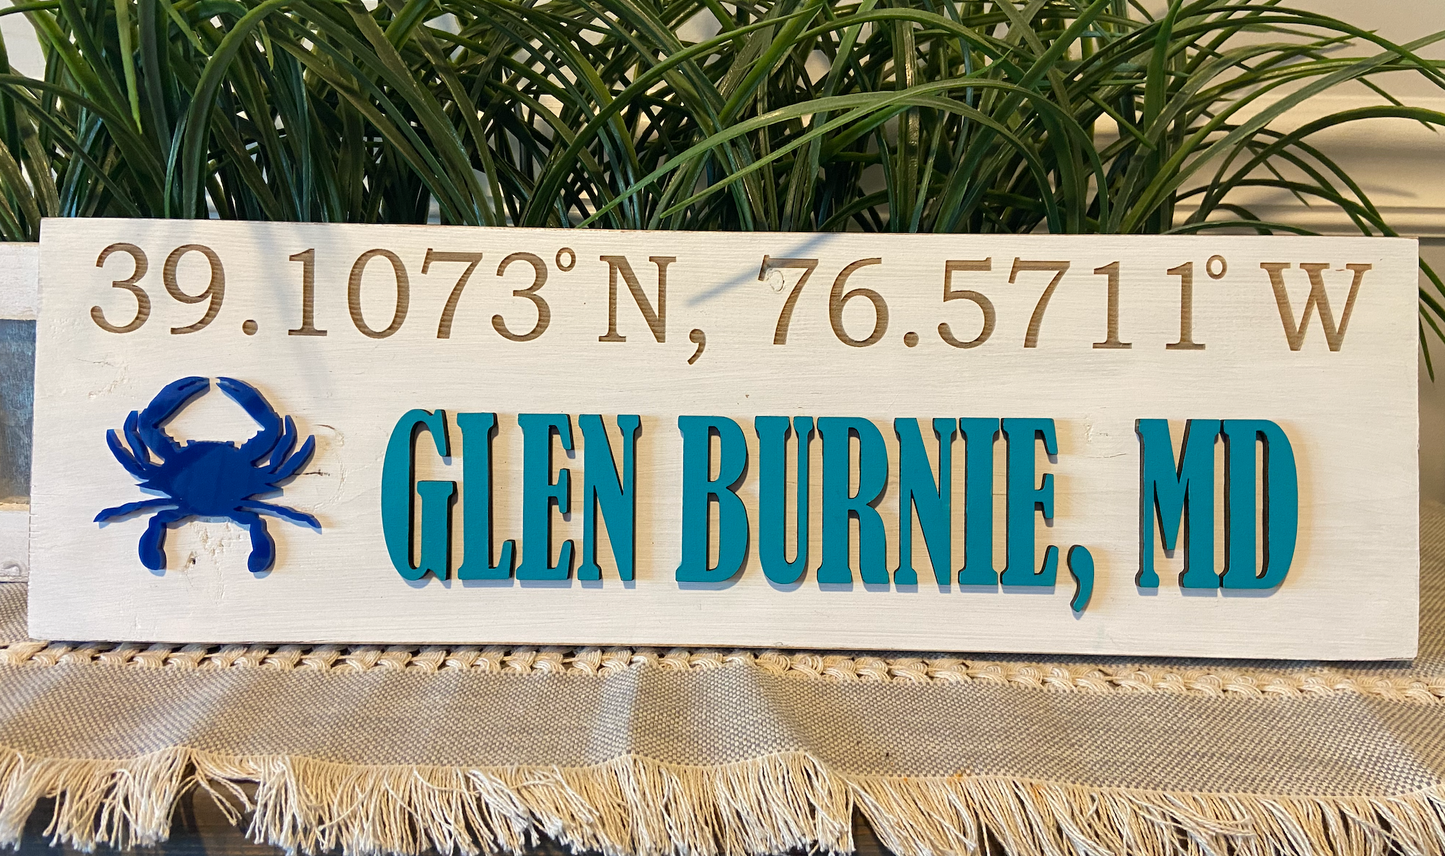 39.1073° N, 76.5711° W
GLEN BURNIE, MD